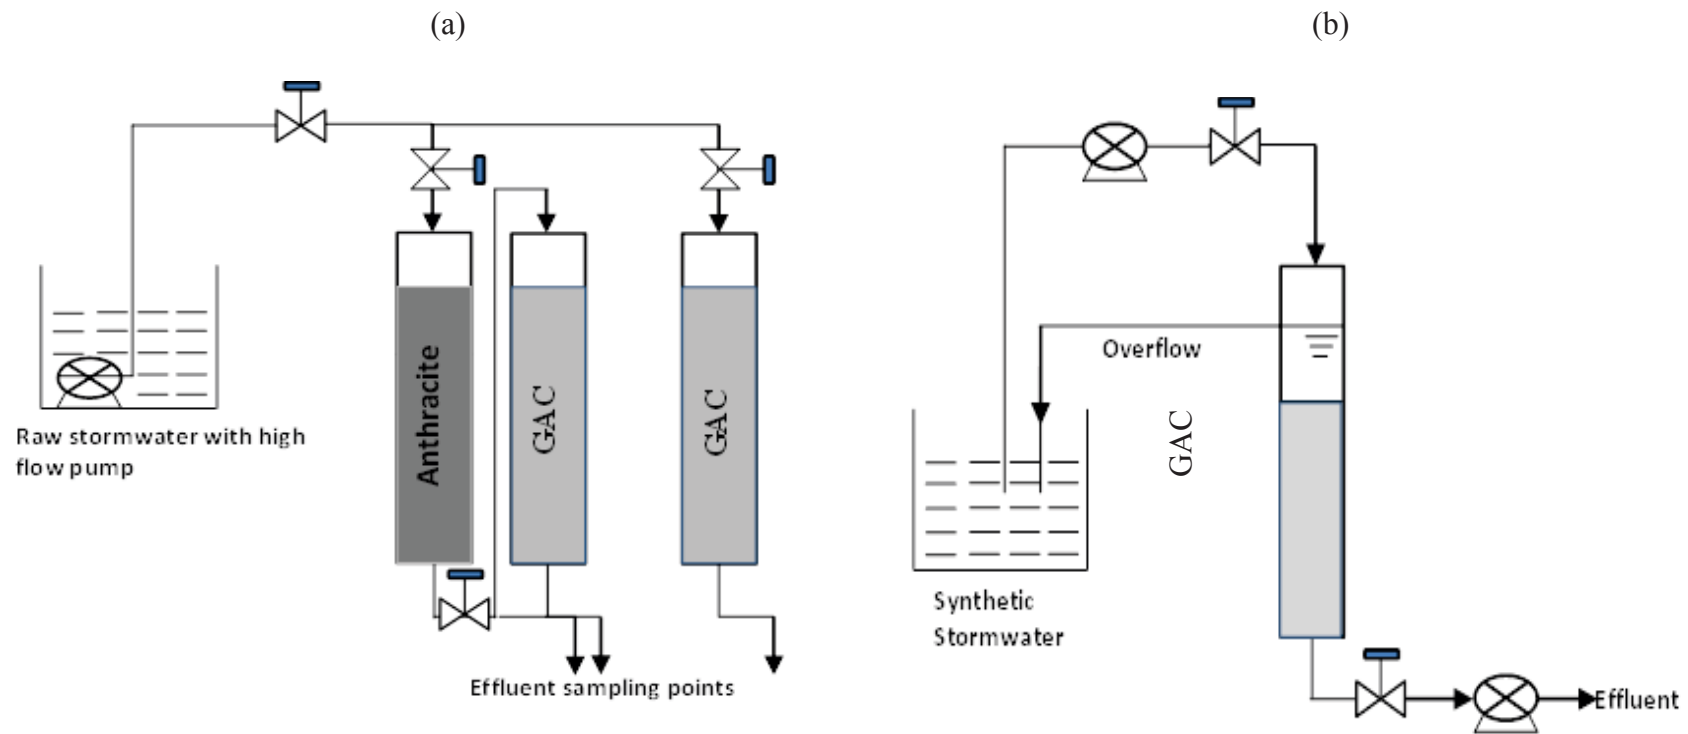 (a)
(b)
Raw stormwater with high
flow pump
Anthracite
GAC
GAC
Effluent sampling points
Overflow
GAC
Synthetic
Stormwater
Effluent